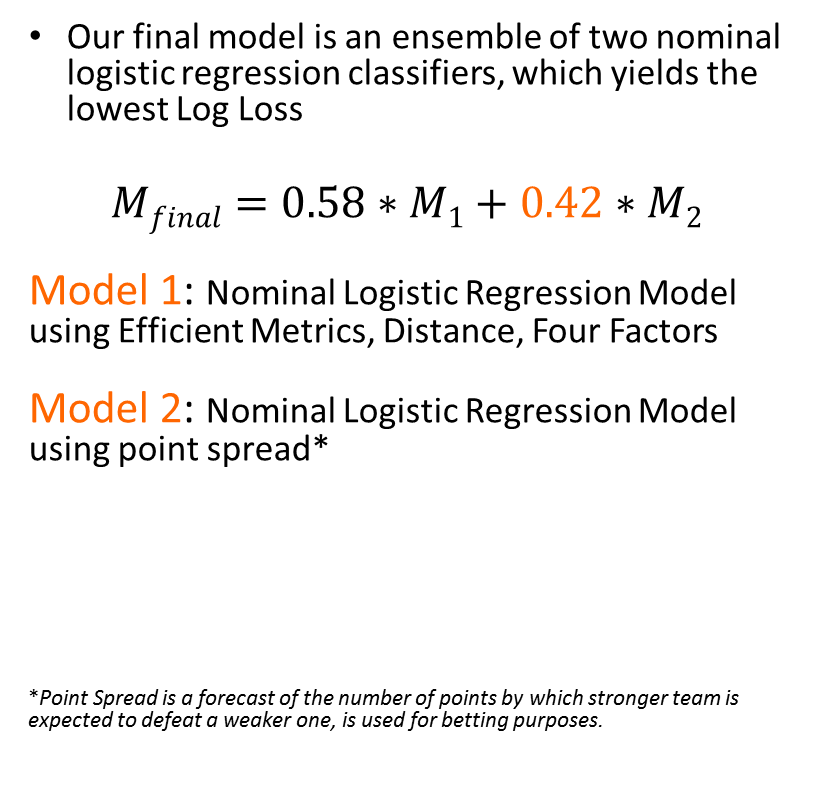 • Our final model is an ensemble of two nominal
logistic regression classifiers, which yields the
lowest Log Loss
M_final = 0.58 * M_1 + 0.42 * M_2
Model 1: Nominal Logistic Regression Model
using Efficient Metrics, Distance, Four Factors
Model 2: Nominal Logistic Regression Model
using point spread*
*Point Spread is a forecast of the number of points by which stronger team is
expected to defeat a weaker one, is used for betting purposes.